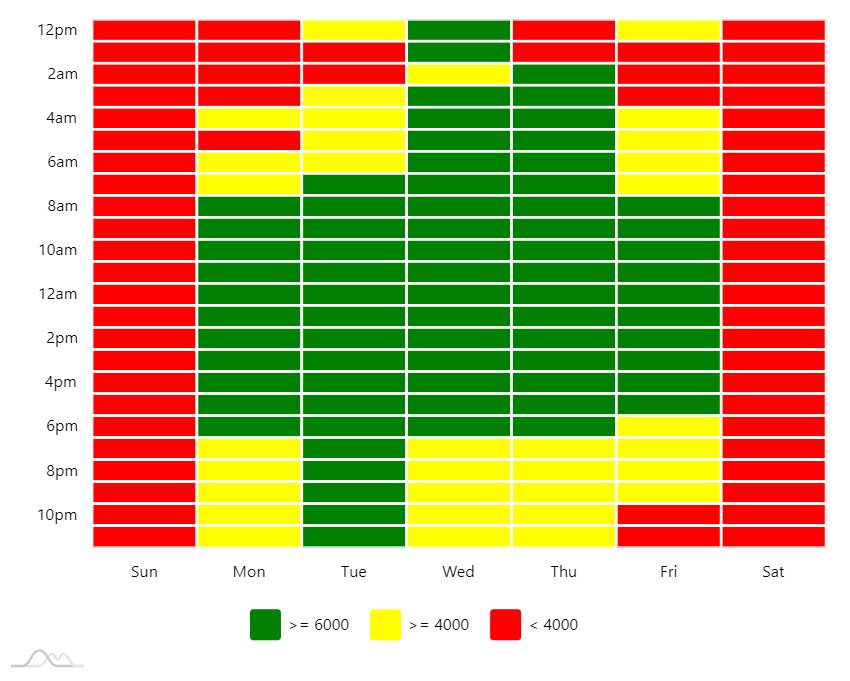 12pm
2am
4am
6am
8am
10am
12am
2pm
4pm
6pm
8pm
10pm
Sun Mon Tue Wed Thu Fri Sat
>= 6000 >= 4000 < 4000